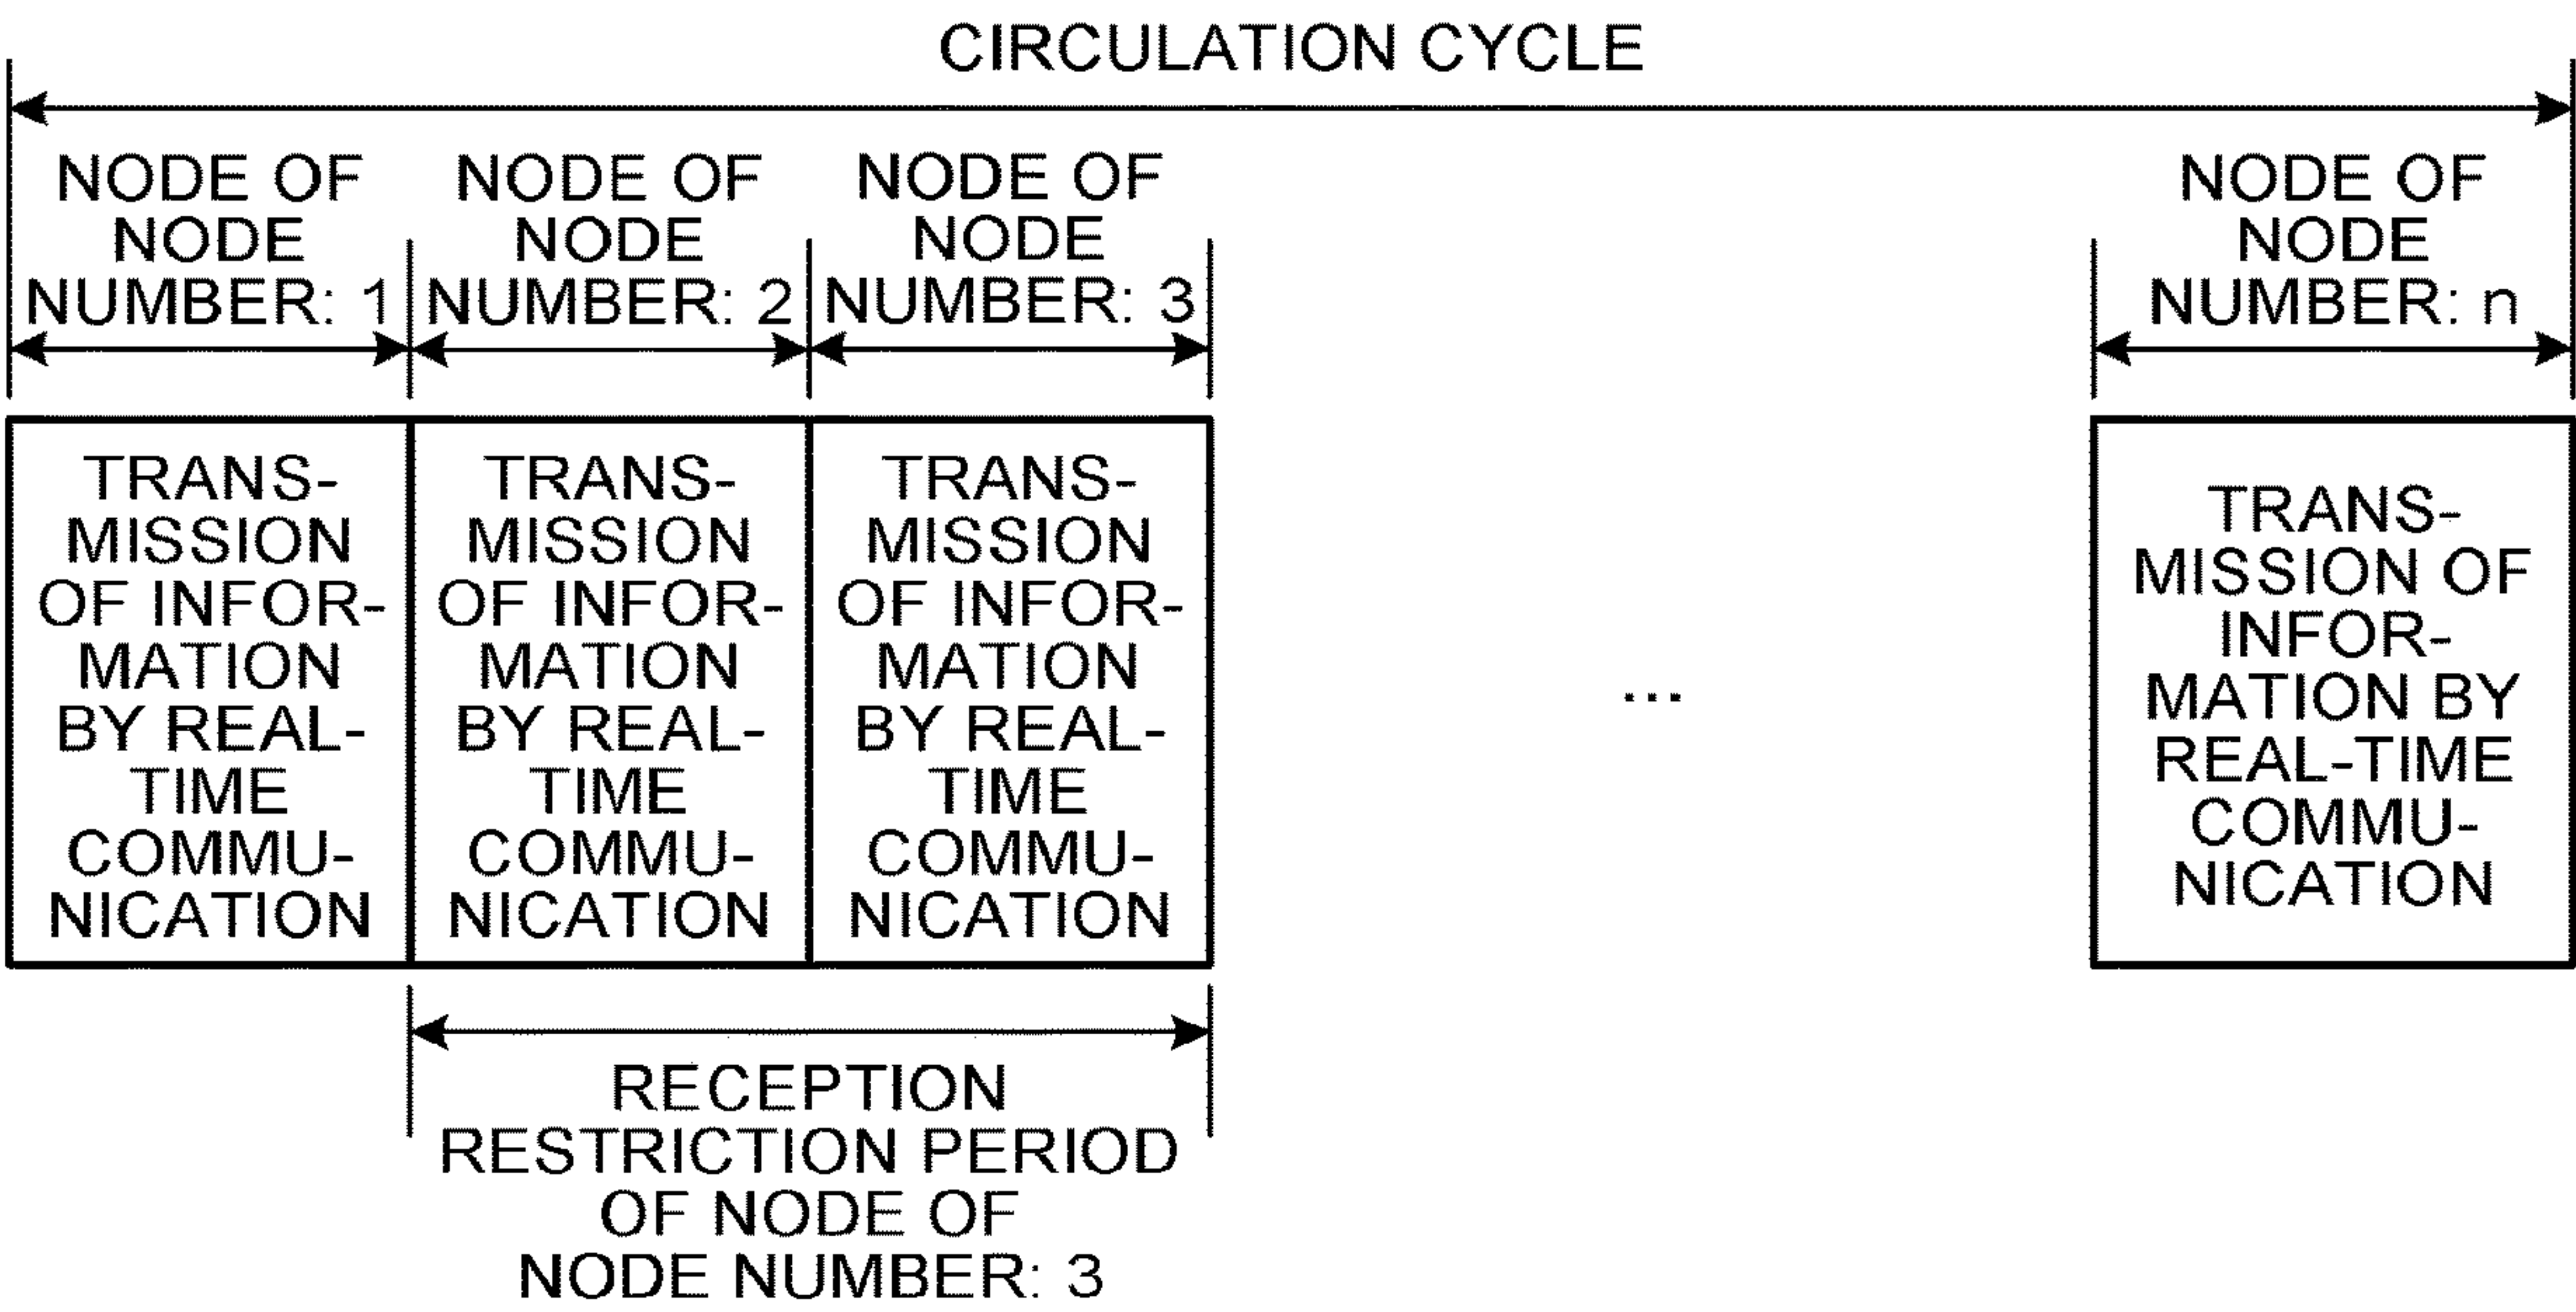 CIRCULATION CYCLE
NODE OF
NODE
NUMBER: 1
NODE OF
NODE
NUMBER: 2
NODE OF
NODE
NUMBER: 3
NODE OF
NODE
NUMBER: n
TRANS-
MISSION
OF INFOR-
MATION
BY REAL-
TIME
COMMU-
NICATION
TRANS-
MISSION
OF INFOR-
MATION
BY REAL-
TIME
COMMU-
NICATION
TRANS-
MISSION
OF INFOR-
MATION
BY REAL-
TIME
COMMU-
NICATION
...
TRANS-
MISSION OF
INFOR-
MATION BY
REAL-TIME
COMMU-
NICATION
RECEPTION
RESTRICTION PERIOD
OF NODE OF
NODE NUMBER: 3